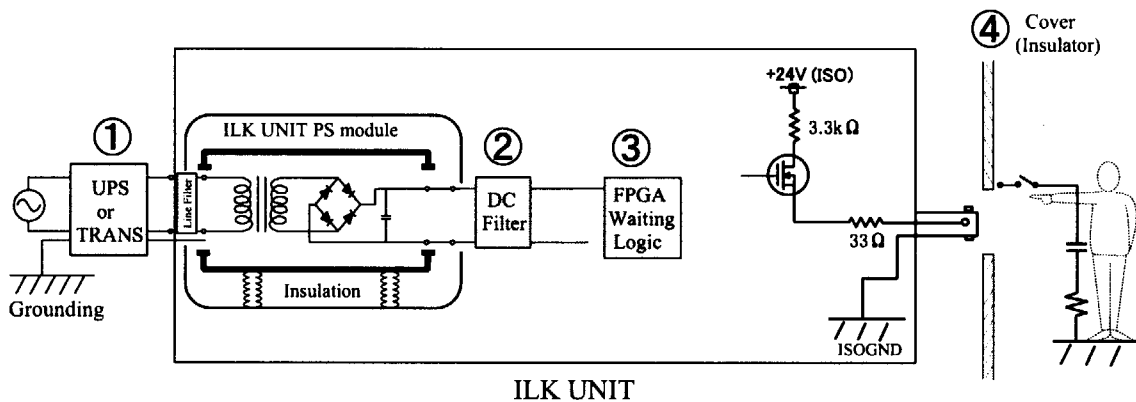 ①
ILK UNIT PS module
UPS
or
TRANS
Line Filter
Insulation
Grounding
②
DC
Filter
③
FPGA
Waiting
Logic
+24V (ISO)
3.3kΩ
33Ω
ISOGND
④
Cover
(Insulator)
ILK UNIT